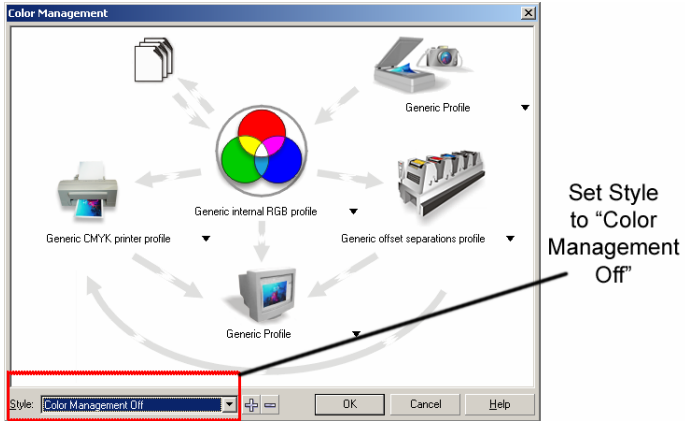 Color Management
Generic Profile
Generic internal RGB profile
Generic CMYK printer profile
Generic offset separations profile
Generic Profile
Set Style
to “Color
Management
Off”
Style: Color Management Off
OK
Cancel
Help